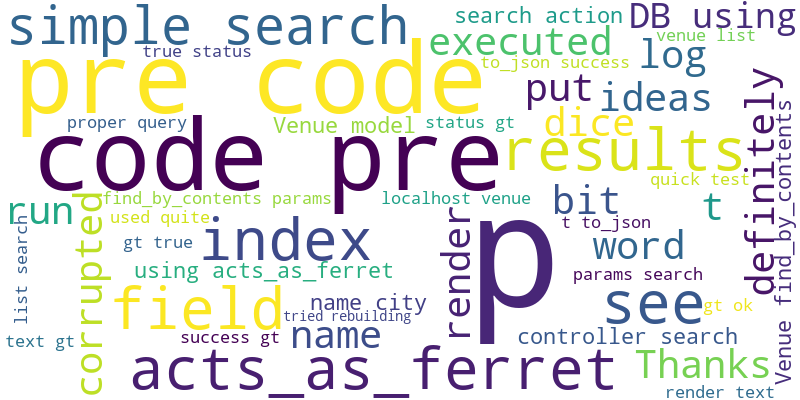 simple search
search action
DB using
true status
executed
venue list
pre code
to_json success
log
put
ideas
proper query
Venue model
status gt
dice
code pre
results
definitely
quick test
find_by_contents params
localhost venue
run
used quite
bit
t
corrupted
list search
gt true
index
render
p
t to_json
word
using acts_as_ferret
params search
field
name city
see
gt ok
tried rebuilding
text gt
success gt
name
controller search
acts_as_ferret
Thanks
render text
Venue find_by_contents